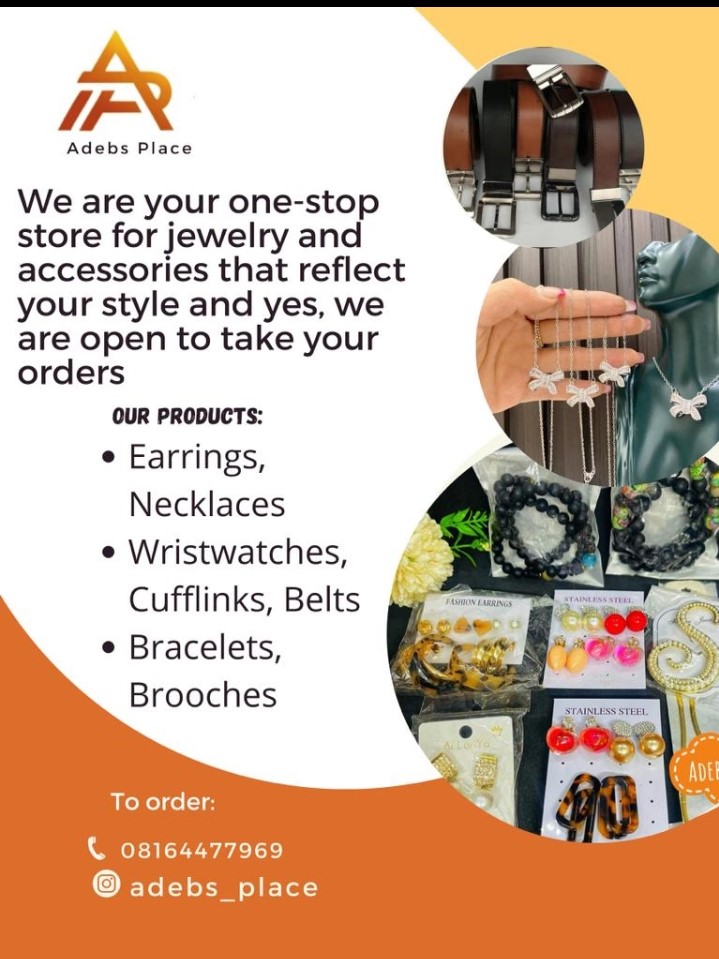 Adebs Place
We are your one-stop
store for jewelry and
accessories that reflect
your style and yes, we
are open to take your
orders
OUR PRODUCTS:
• Earrings,
Necklaces
• Wristwatches,
Cufflinks, Belts
• Bracelets,
Brooches
FASHION EARRINGS
STAINLESS STEEL
STAINLESS STEEL
To order:
08164477969
adebs_place